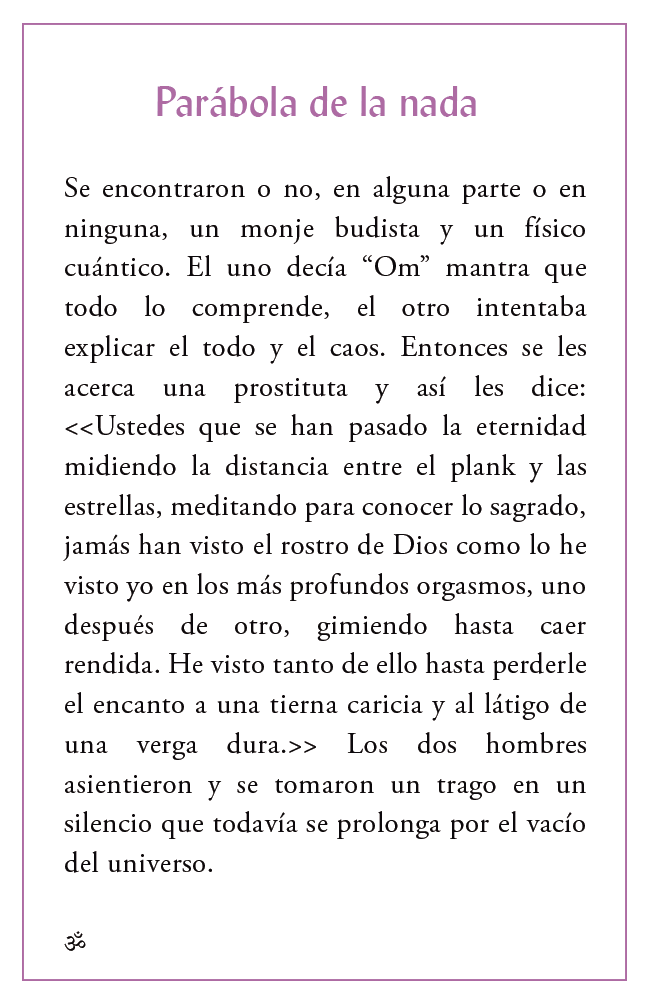 Parábola de la nada
Se encontraron o no, en alguna parte o en
ninguna, un monje budista y un físico
cuántico. El uno decía “Om” mantra que
todo lo comprende, el otro intentaba
explicar el todo y el caos. Entonces se les
acerca una prostituta y así les dice:
<<Ustedes que se han pasado la eternidad
midiendo la distancia entre el plank y las
estrellas, meditando para conocer lo sagrado,
jamás han visto el rostro de Dios como lo he
visto yo en los más profundos orgasmos, uno
después de otro, gimiendo hasta caer
rendida. He visto tanto de ello hasta perderle
el encanto a una tierna caricia y al látigo de
una verga dura.>> Los dos hombres
asientieron y se tomaron un trago en un
silencio que todavía se prolonga por el vacío
del universo.
ॐ